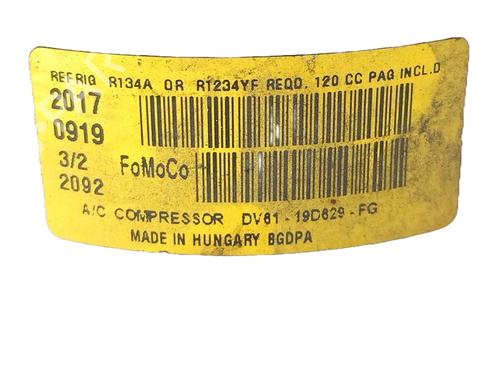 REFRIG R134A OR R1234YF REQD. 120 CC PAG INCL.D
2017
0919
3/2 FoMoCo
2092
A/C COMPRESSOR DV61-19D629-FG
MADE IN HUNGARY BGDPA